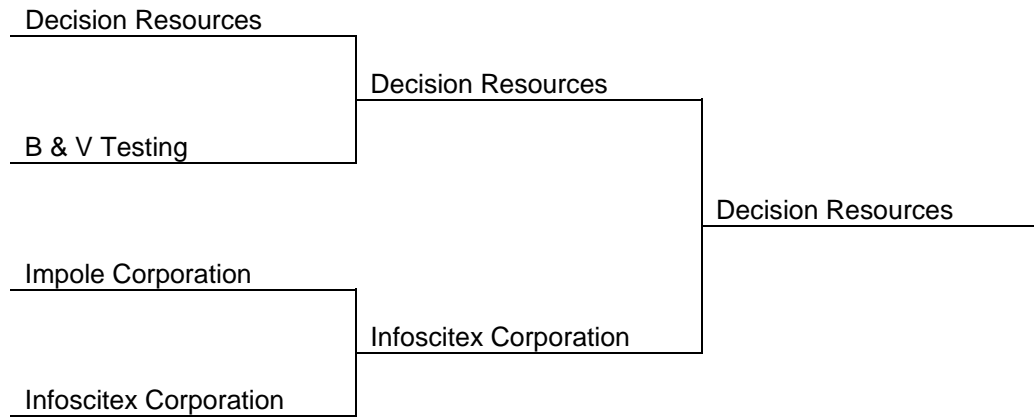 Decision Resources
Decision Resources
B & V Testing
Decision Resources
Impole Corporation
Infoscitex Corporation
Infoscitex Corporation